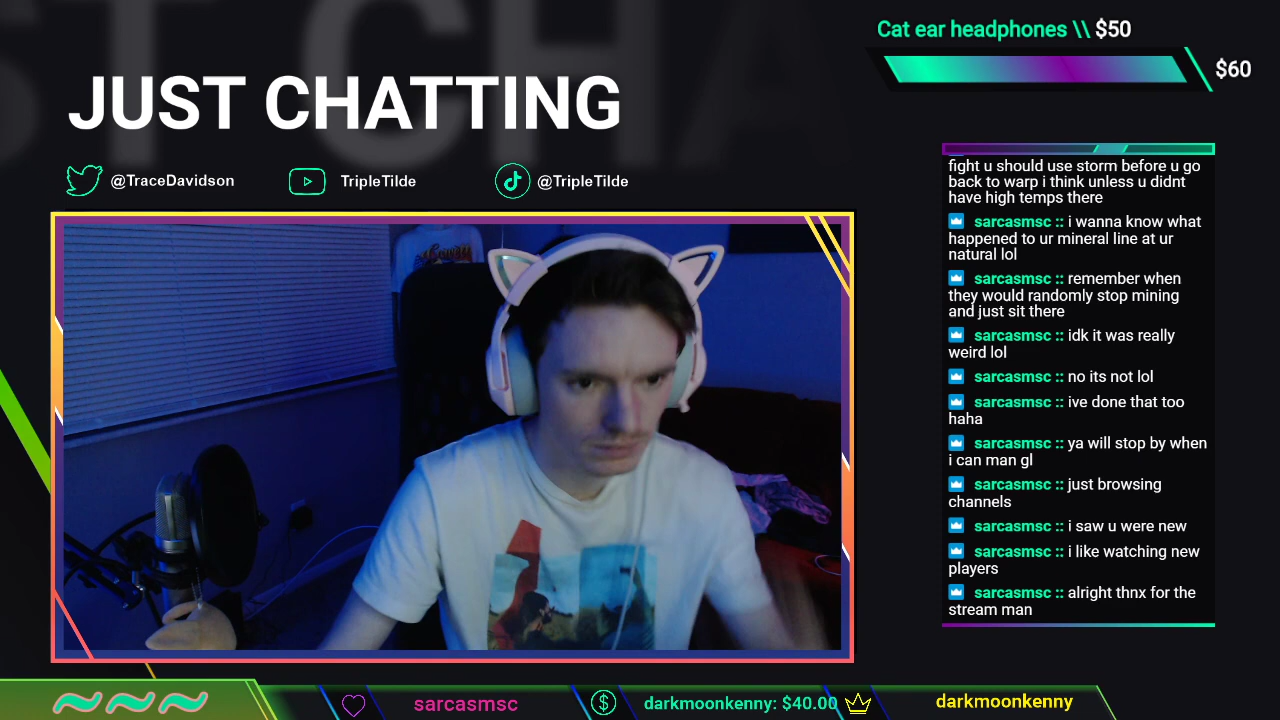 Cat ear headphones \\ $50
$60
JUST CHATTING
@TraceDavidson
TripleTilde
@TripleTilde
fight u should use storm before u go
back to warp i think unless u didnt
have high temps there
sarcasmsc :: i wanna know what
happened to ur mineral line at ur
natural lol
sarcasmsc :: remember when
they would randomly stop mining
and just sit there
sarcasmsc :: idk it was really
weird lol
sarcasmsc :: no its not lol
sarcasmsc :: ive done that too
haha
sarcasmsc :: ya will stop by when
i can man gl
sarcasmsc :: just browsing
channels
sarcasmsc :: i saw u were new
sarcasmsc :: i like watching new
players
sarcasmsc :: alright thnx for the
stream man
sarcasmsc
darkmoonkenny: $40.00
darkmoonkenny